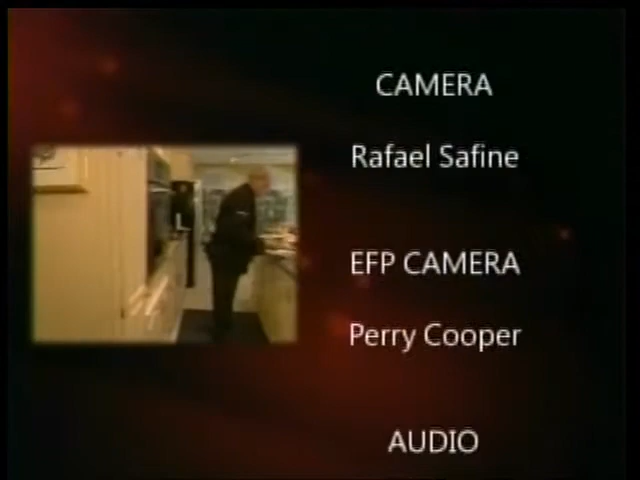 CAMERA
Rafael Safine
EFP CAMERA
Perry Cooper
AUDIO